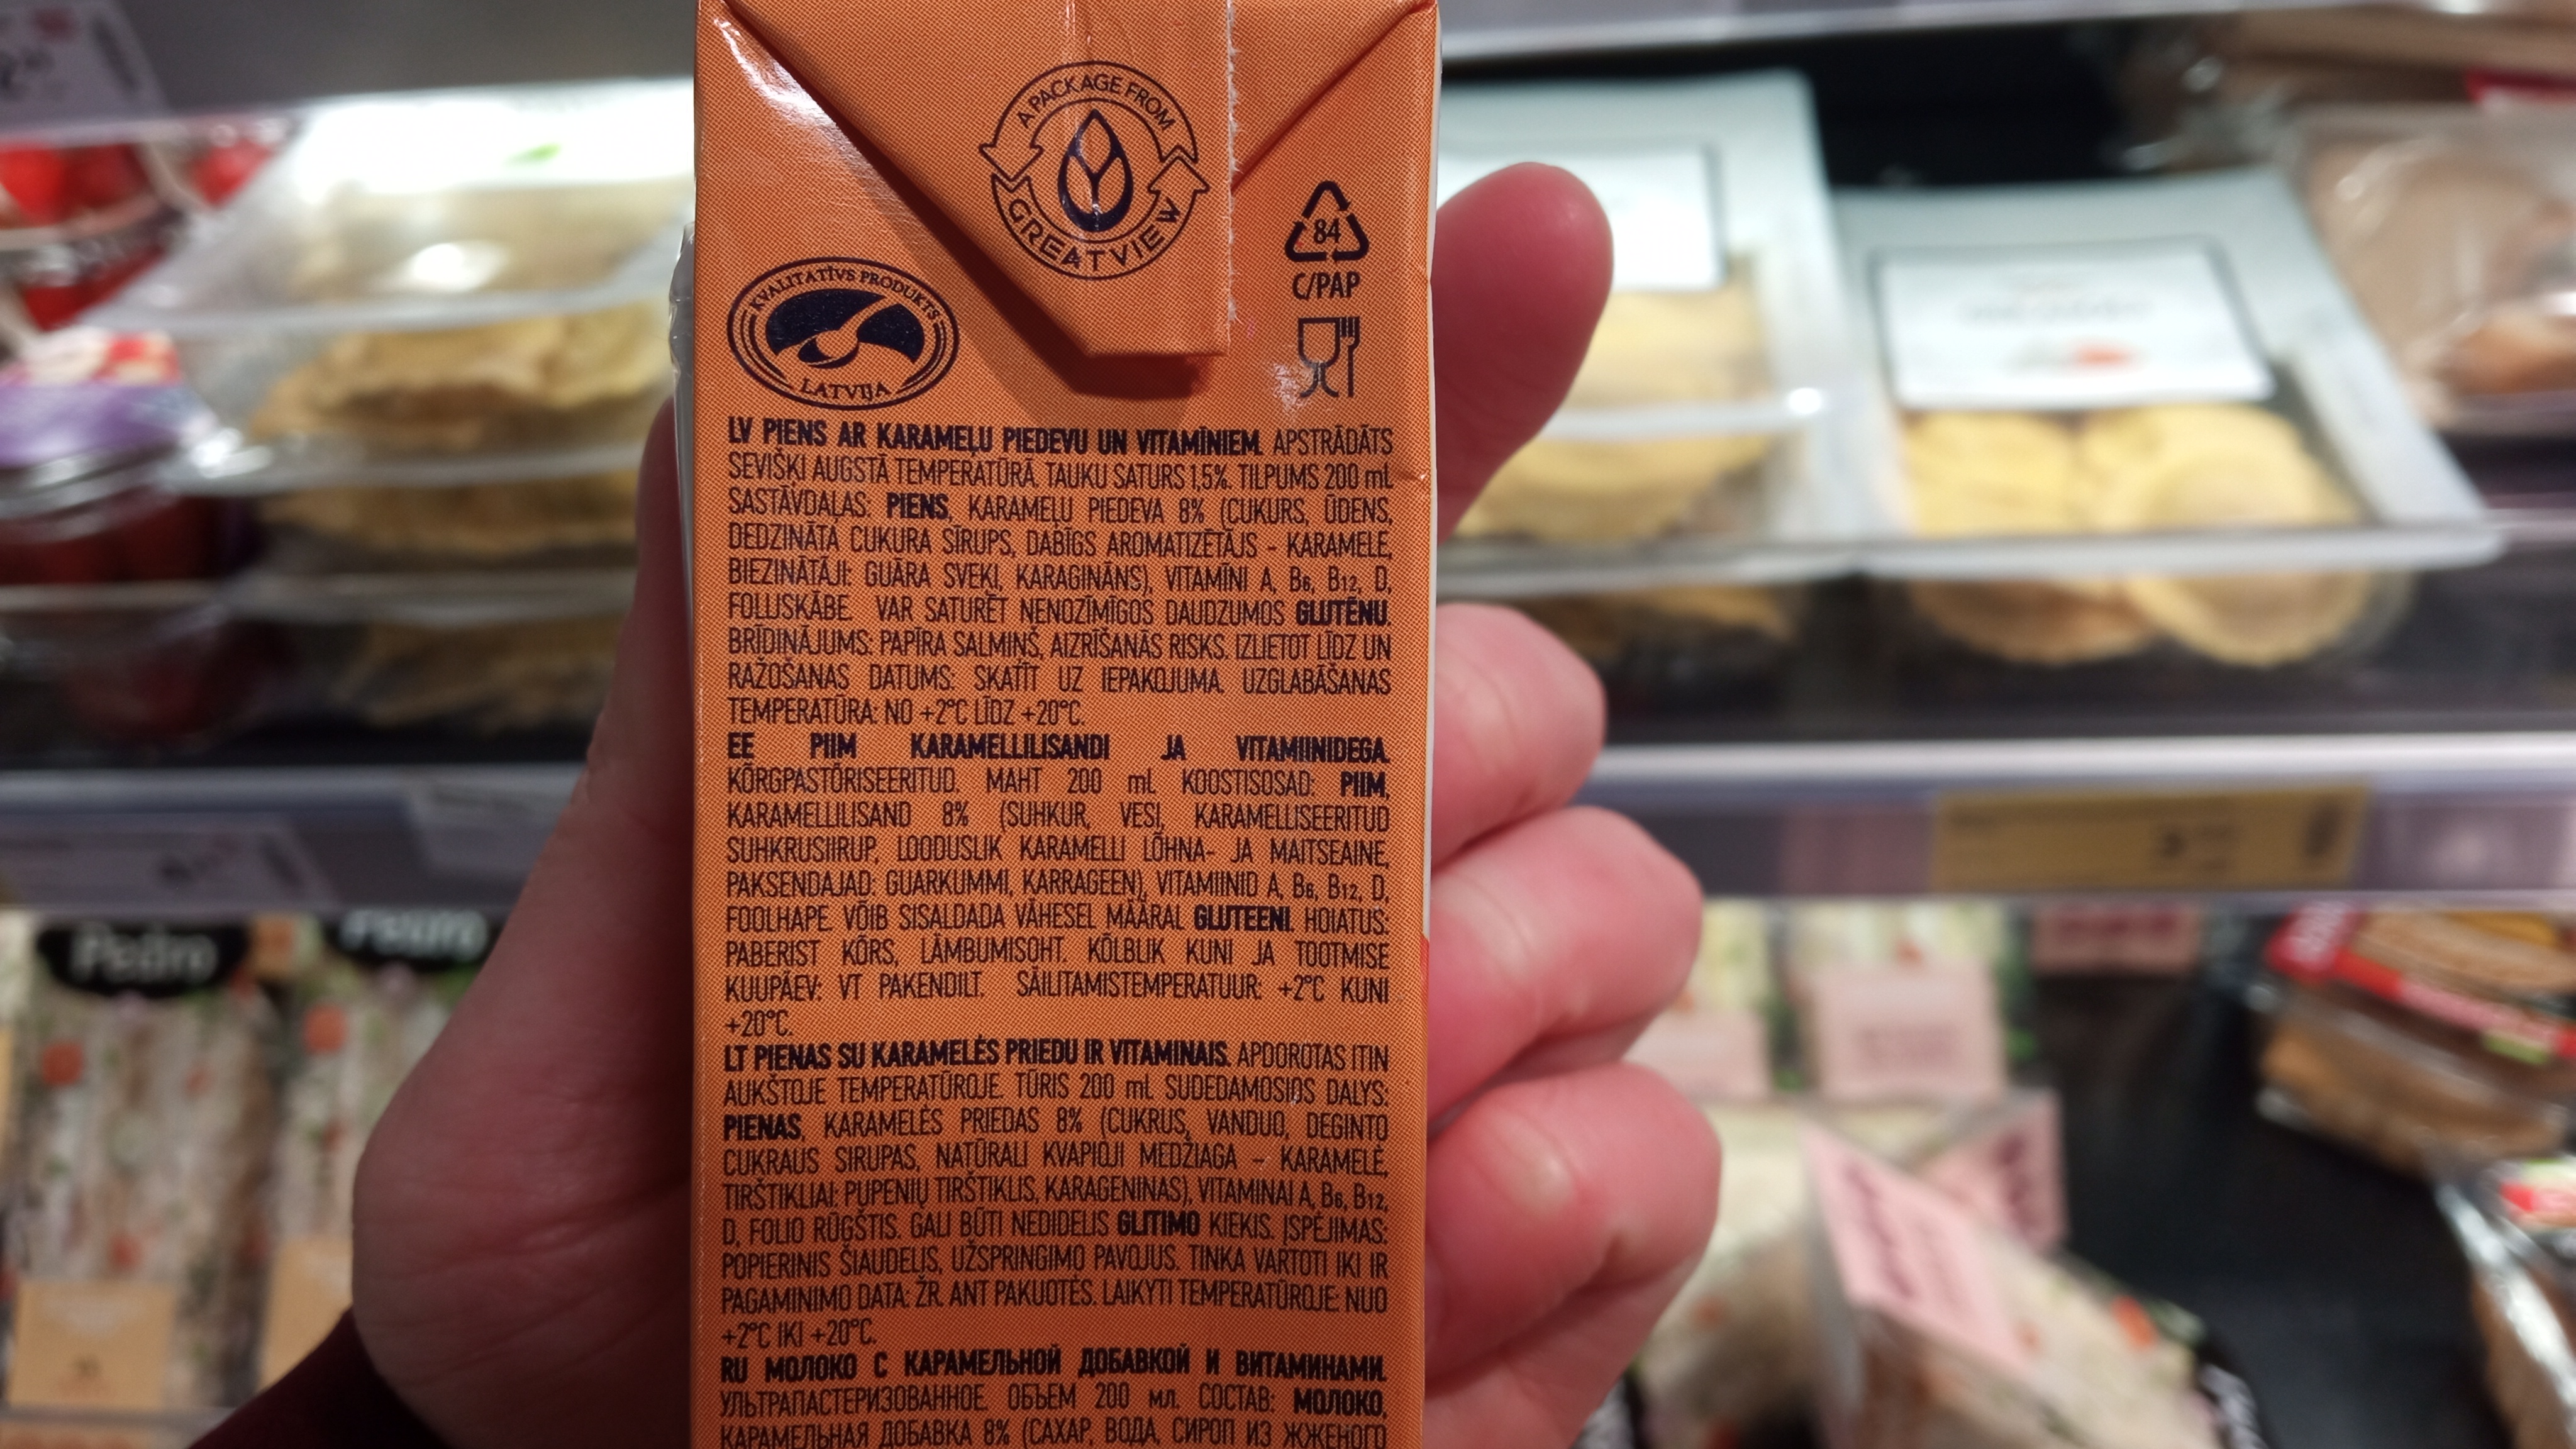 A PACKAGE FROM
GREATVIEW
84
C/PAP
KVALITATĪVS PRODUKTS
LATVIJA
LV PIENS AR KARAMEĻU PIEDEVU UN VITAMĪNIEM. APSTRĀDĀTS
SEVIŠĶI AUGSTĀ TEMPERATŪRĀ. TAUKU SATURS 1,5%. TILPUMS 200 mL
SASTĀVDAĻAS: PIENS, KARAMEĻU PIEDEVA 8% (CUKURS, ŪDENS,
DEDZINĀTA CUKURA SĪRUPS, DABĪGS AROMATIZĒTĀJS - KARAMELE,
BIEZINĀTĀJI: GUĀRA SVEĶI, KARAGINĀNS), VITAMĪNI A, B6, B12, D,
FOLIJSKĀBE. VAR SATURĒT NENOZĪMĪGOS DAUDZUMOS GLUTĒNU.
BRĪDINĀJUMS: PAPĪRA SALMIŅŠ, AIZRĪŠANĀS RISKS. IZLIETOT LĪDZ UN
RAŽOŠANAS DATUMS: SKATĪT UZ IEPAKOJUMA. UZGLABĀŠANAS
TEMPERATŪRA: NO +2°C LĪDZ +20°C.
EE PIIM KARAMELLILISANDI JA VITAMIINIDEGA.
KÕRGPASTÖRISEERITUD. MAHT 200 mL KOOSTISOSAD: PIIM,
KARAMELLILISAND 8% (SUHKUR, VESI, KARAMELLISEERITUD
SUHKRUSIIRUP, LOODUSLIK KARAMELLI LÕHNA- JA MAITSEAINE,
PAKSENDAJAD: GUARKUMMI, KARRAGEEN), VITAMIINID A, B6, B12, D,
FOOLHAPE. VÕIB SISALDADA VÄHESEL MÄÄRAL GLUTEENI. HOIATUS:
PABERIST KÕRS, LÄMBUMISOHT. KÕLBLIK KUNI JA TOOTMISE
KUUPÄEV: VT PAKENDILT. SÄILITAMISTEMPERATUUR: +2°C KUNI
+20°C.
LT PIENAS SU KARAMELĖS PRIEDU IR VITAMINAIS. APDOROTAS ITIN
AUKŠTOJE TEMPERATŪROJE. TŪRIS 200 mL SUDEDAMOSIOS DALYS:
PIENAS, KARAMELĖS PRIEDAS 8% (CUKRUS, VANDUO, DEGINTO
CUKRAUS SIRUPAS, NATŪRALI KVAPIOJI MEDŽIAGA - KARAMELĖ,
TIRŠTIKLIAI: PUPENIŲ TIRŠTIKLIS, KARAGENINAS), VITAMINAI A, B6, B12,
D, FOLIO RŪGŠTIS. GALI BŪTI NEDIDELIS GLITIMO KIEKIS. ĮSPĖJIMAS:
POPIERINIS ŠIAUDELIS, UŽSPRINGIMO PAVOJUS. TINKA VARTOTI IKI IR
PAGAMINIMO DATA: ŽR. ANT PAKUOTĖS. LAIKYTI TEMPERATŪROJE: NUO
+2°C IKI +20°C.
RU МОЛОКО С КАРАМЕЛЬНОЙ ДОБАВКОЙ И ВИТАМИНАМИ.
УЛЬТРАПАСТЕРИЗОВАННОЕ. ОБЪЕМ 200 мл. СОСТАВ: МОЛОКО,
КАРАМЕЛЬНАЯ ДОБАВКА 8% (САХАР, ВОДА, СИРОП ИЗ ЖЖЕНОГО
Pedro
Pedro